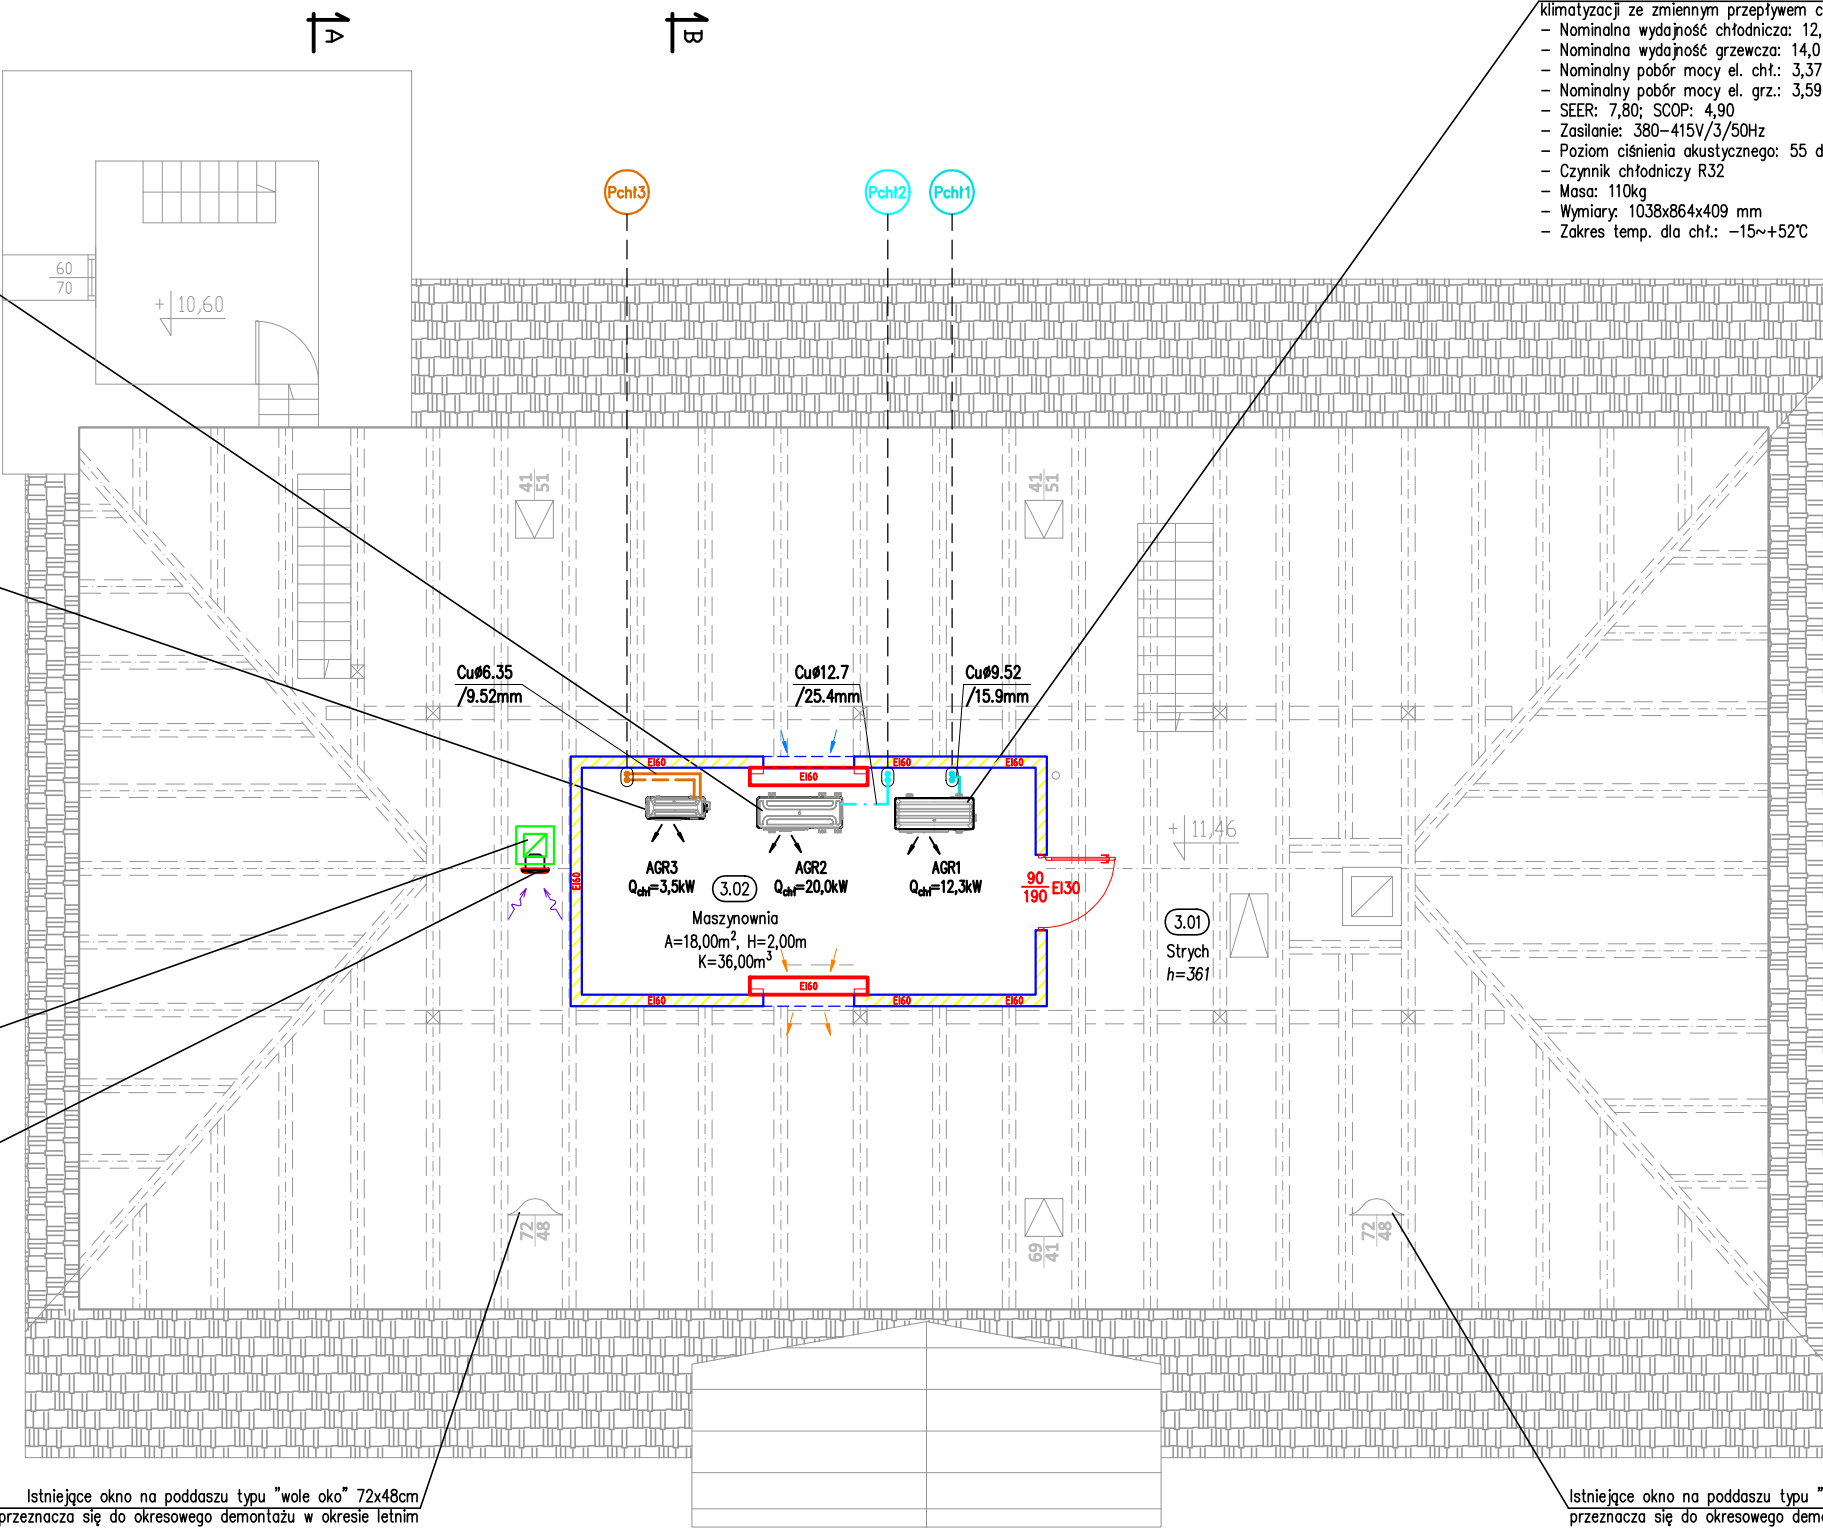 A
B
klimatyzacji ze zmiennym przepływem
- Nominalna wydajność chłodnicza: 12,
- Nominalna wydajność grzewcza: 14,0
- Nominalny pobór mocy el. chł.: 3,37
- Nominalny pobór mocy el. grz.: 3,59
- SEER: 7,80; SCOP: 4,90
- Zasilanie: 380-415V/3/50Hz
- Poziom ciśnienia akustycznego: 55 d
- Czynnik chłodniczy R32
- Masa: 110kg
- Wymiary: 1038x864x409 mm
- Zakres temp. dla chł.: -15~+52°C
Pchł3
Pchł2
Pchł1
60
70
+ 10,60
41
51
41
51
Cuø6.35
/9.52mm
Cuø12.7
/25.4mm
Cuø9.52
/15.9mm
EI60
EI60
EI60
EI60
EI60
AGR3
Qchł=3,5kW
AGR2
Qchł=20,0kW
AGR1
Qchł=12,3kW
3.02
Maszynownia
A=18,00m², H=2,00m
K=36,00m³
90
190
EI30
+ 11,46
3.01
Strych
h=361
EI60
EI60
EI60
EI60
72
48
69
41
72
48
Istniejące okno na poddaszu typu "wole oko" 72x48cm
przeznacza się do okresowego demontażu w okresie letnim
Istniejące okno na poddaszu typu "
przeznacza się do okresowego dem